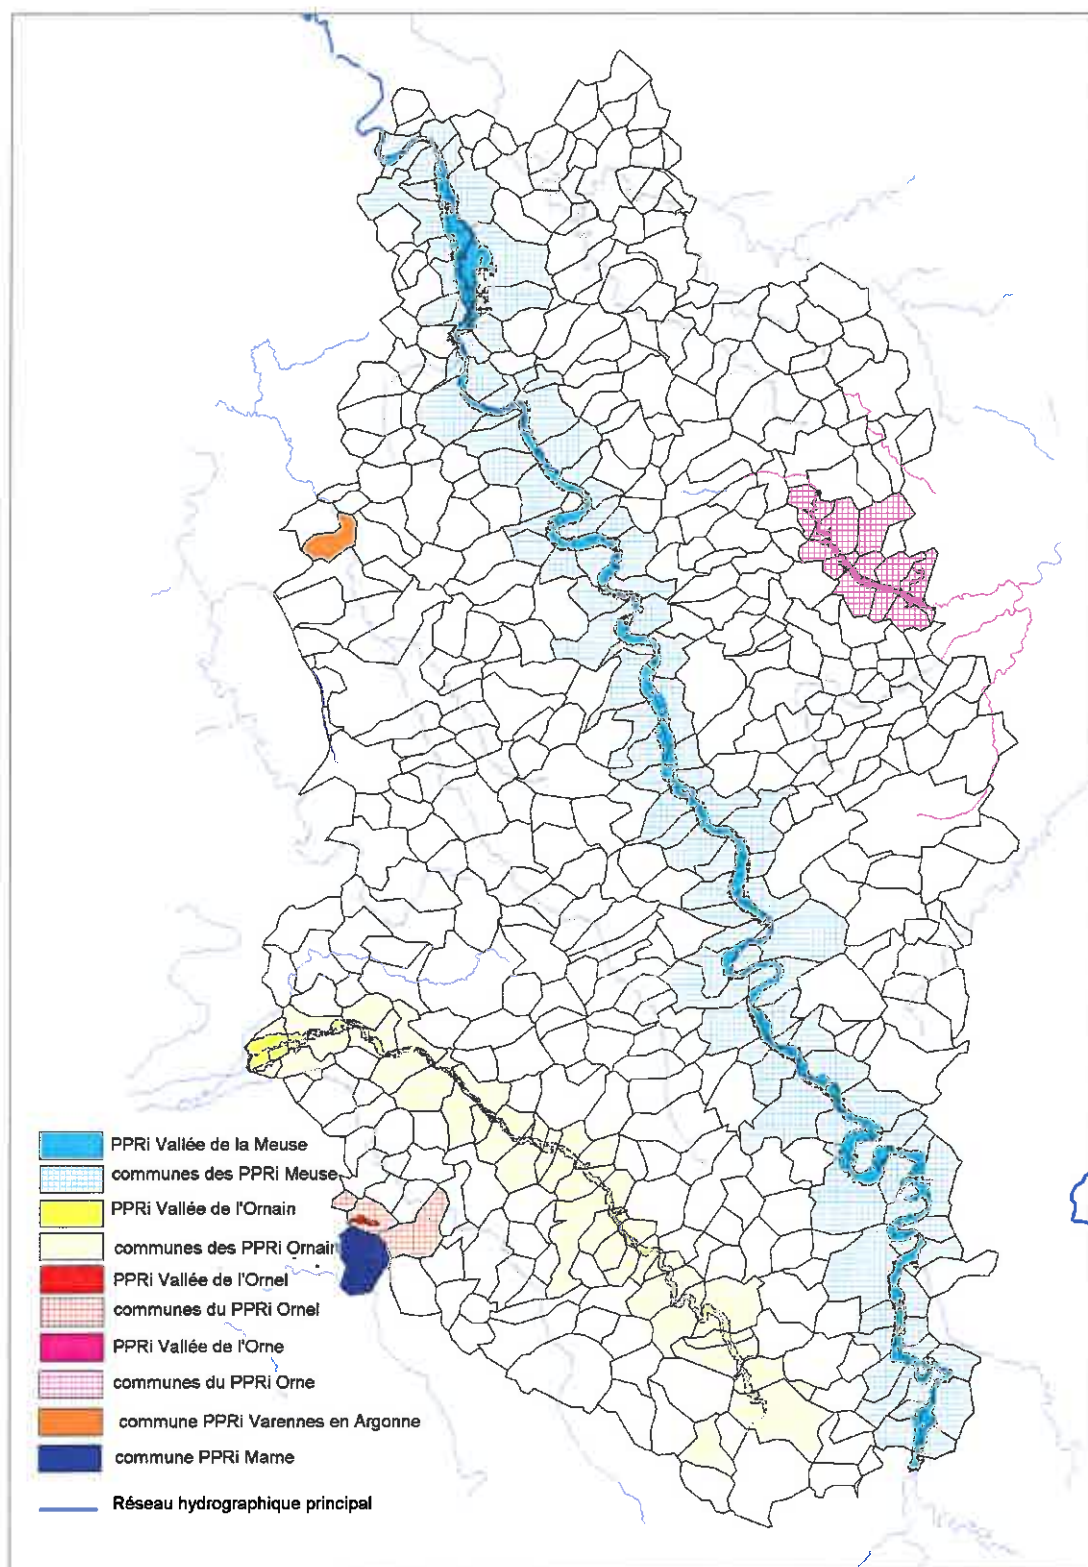 PPRi Vallée de la Meuse
communes des PPRi Meuse
PPRi Vallée de l'Ornain
communes des PPRi Ornain
PPRi Vallée de l'Ornel
communes du PPRi Ornel
PPRi Vallée de l'Orne
communes du PPRi Orne
commune PPRi Varennes en Argonne
commune PPRi Marne
Réseau hydrographique principal